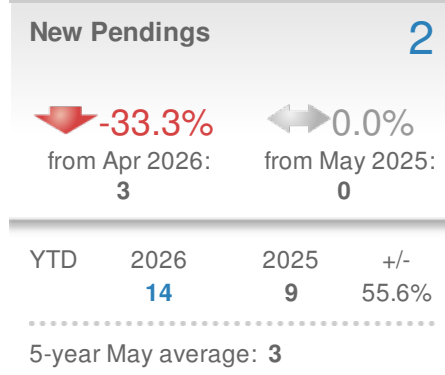 New Pendings 2
-33.3% 0.0%
from Apr 2026: from May 2025:
3 0
YTD 2026 2025 +/-
14 9 55.6%
5-year May average: 3